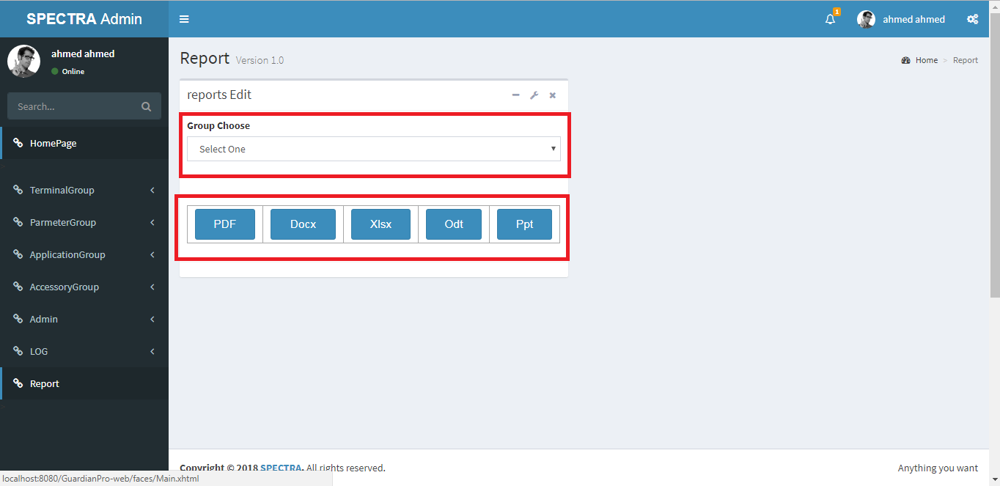 SPECTRA Admin
1
ahmed ahmed
ahmed ahmed
Online
Search...
HomePage
TerminalGroup
ParmeterGroup
ApplicationGroup
AccessoryGroup
Admin
LOG
Report
Report Version 1.0
Home > Report
reports Edit
Group Choose
Select One
PDF Docx Xlsx Odt Ppt
Copyright © 2018 SPECTRA. All rights reserved.
Anything you want
localhost:8080/GuardianPro-web/faces/Main.xhtml